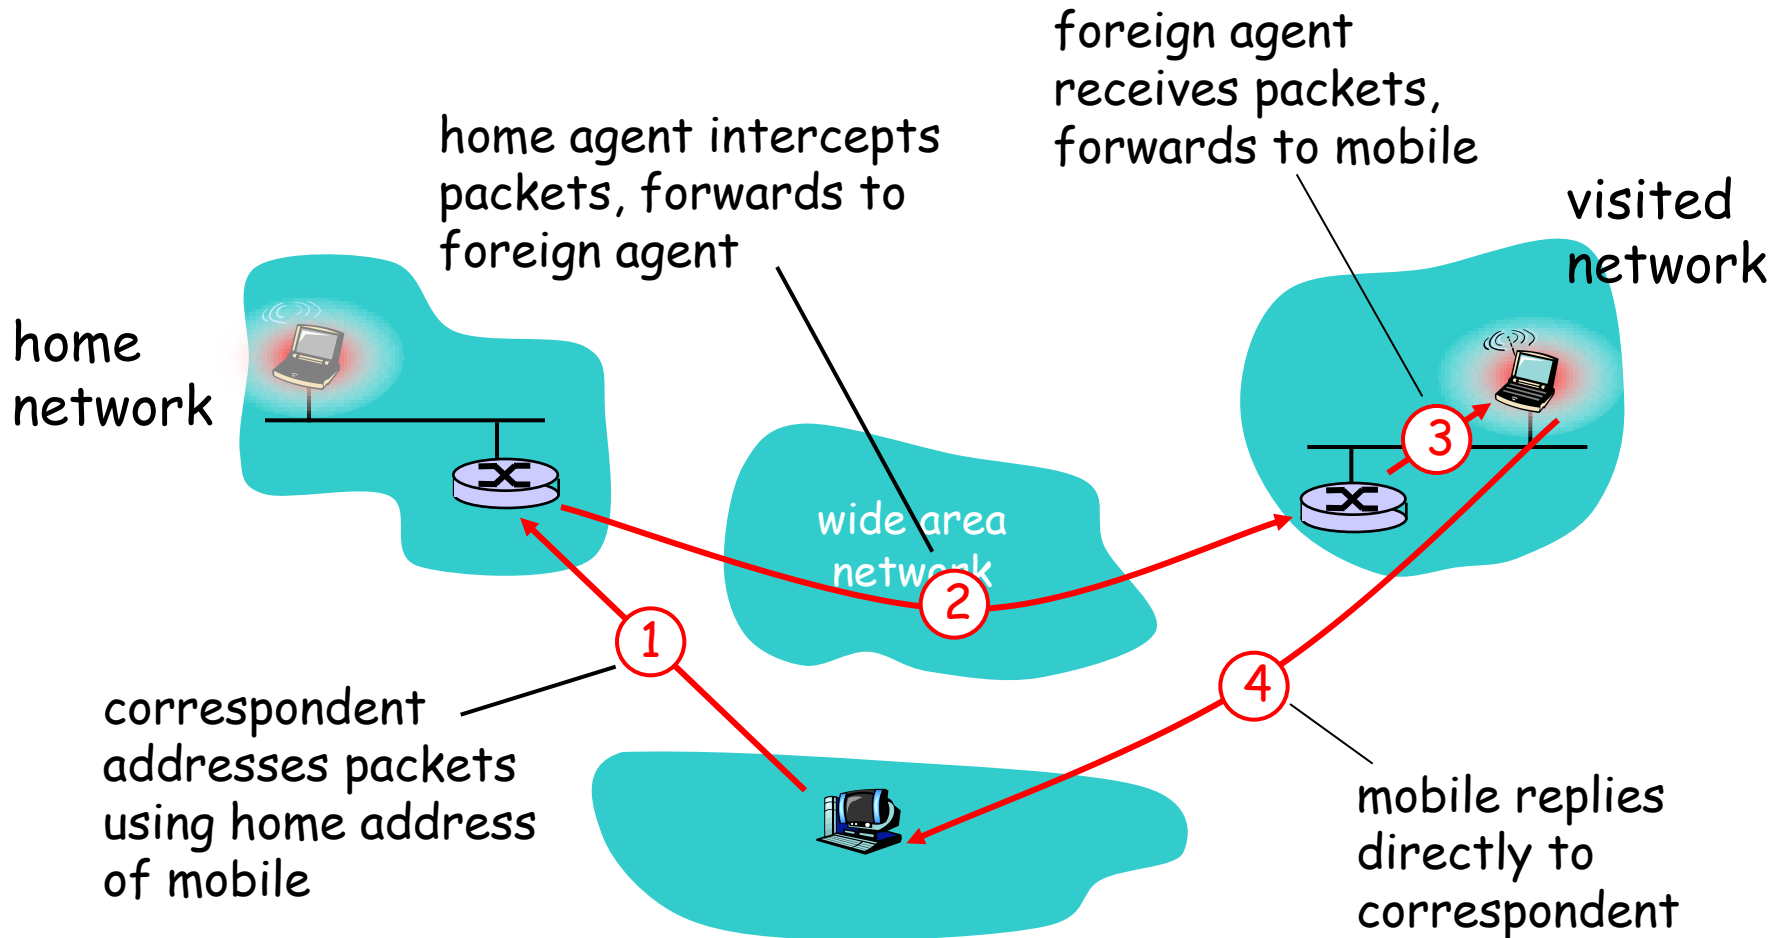 foreign agent
receives packets,
forwards to mobile
home agent intercepts
packets, forwards to
foreign agent
visited
network
home
network
wide area
network
3
2
1
4
correspondent
addresses packets
using home address
of mobile
mobile replies
directly to
correspondent